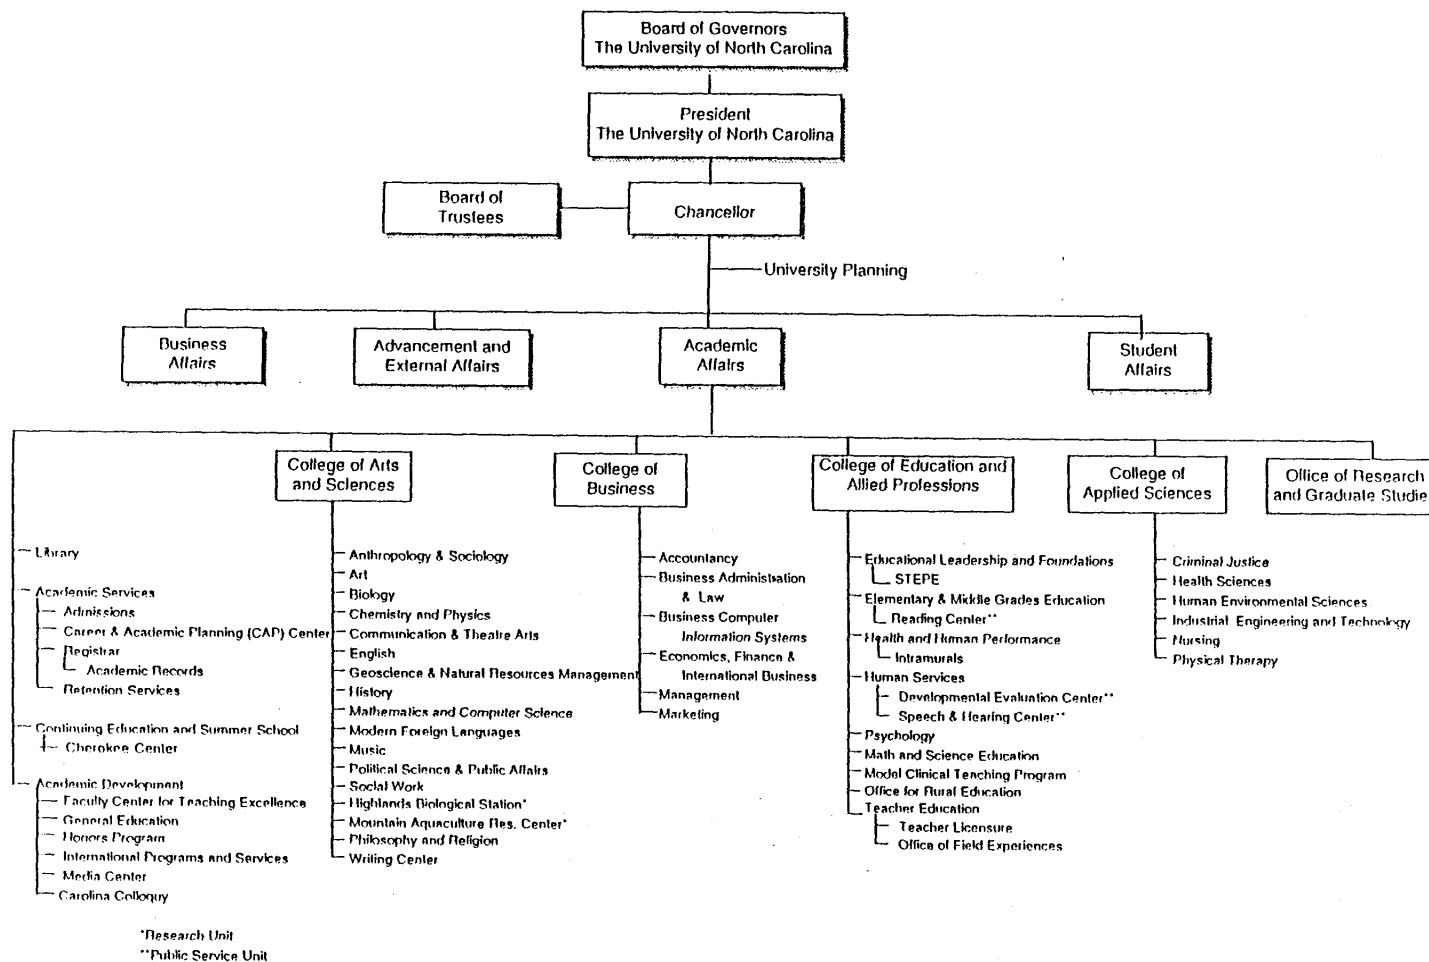 Board of Governors
The University of North Carolina
President
The University of North Carolina
Board of
Trustees
Chancellor
University Planning
Business
Affairs
Advancement and
External Affairs
Academic
Affairs
Student
Affairs
College of Arts
and Sciences
College of
Business
College of Education and
Allied Professions
College of
Applied Sciences
Office of Research
and Graduate Studie
Library
Academic Services
Admissions
Career & Academic Planning (CAP) Center
Registrar
Academic Records
Retention Services
Continuing Education and Summer School
Cherokee Center
Academic Development
Faculty Center for Teaching Excellence
General Education
Honors Program
International Programs and Services
Media Center
Carolina Colloquy
Anthropology & Sociology
Art
Biology
Chemistry and Physics
Communication & Theatre Arts
English
Geoscience & Natural Resources Management
History
Mathematics and Computer Science
Modern Foreign Languages
Music
Political Science & Public Affairs
Social Work
Highlands Biological Station*
Mountain Aquaculture Res. Center*
Philosophy and Religion
Writing Center
Accountancy
Business Administration
& Law
Business Computer
Information Systems
Economics, Finance &
International Business
Management
Marketing
Educational Leadership and Foundations
STEPE
Elementary & Middle Grades Education
Reading Center**
Health and Human Performance
Intramurals
Human Services
Developmental Evaluation Center**
Speech & Hearing Center**
Psychology
Math and Science Education
Model Clinical Teaching Program
Office for Rural Education
Teacher Education
Teacher Licensure
Office of Field Experiences
Criminal Justice
Health Sciences
Human Environmental Sciences
Industrial Engineering and Technology
Nursing
Physical Therapy
*Research Unit
**Public Service Unit